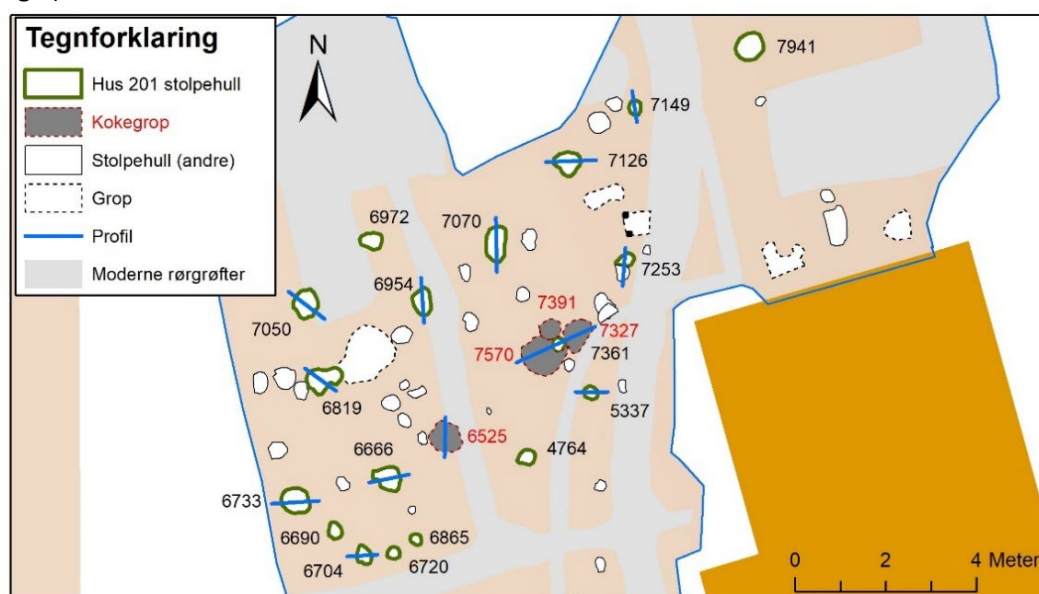 Tegnforklaring
Hus 201 stolpehull
Kokegrop
Stolpehull (andre)
Grop
Profil
Moderne rørgrøfter
N
7941
7149
7126
6972
7070
6954
7253
7050
7391
7327
7570
7361
6819
5337
6525
6666
4764
6733
6690
6865
6704
6720
0 2 4 Meter